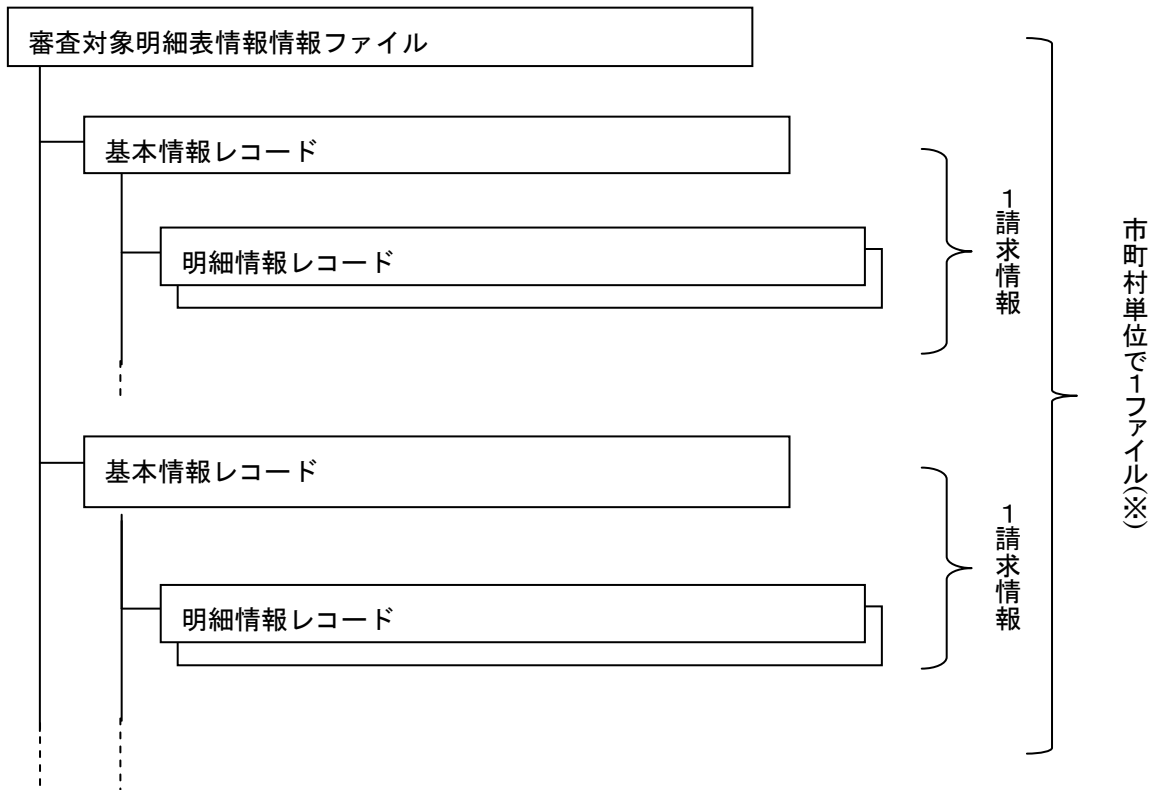 審査対象明細表情報情報ファイル
基本情報レコード
明細情報レコード
1請求情報
基本情報レコード
明細情報レコード
1請求情報
市町村単位で1ファイル(※)